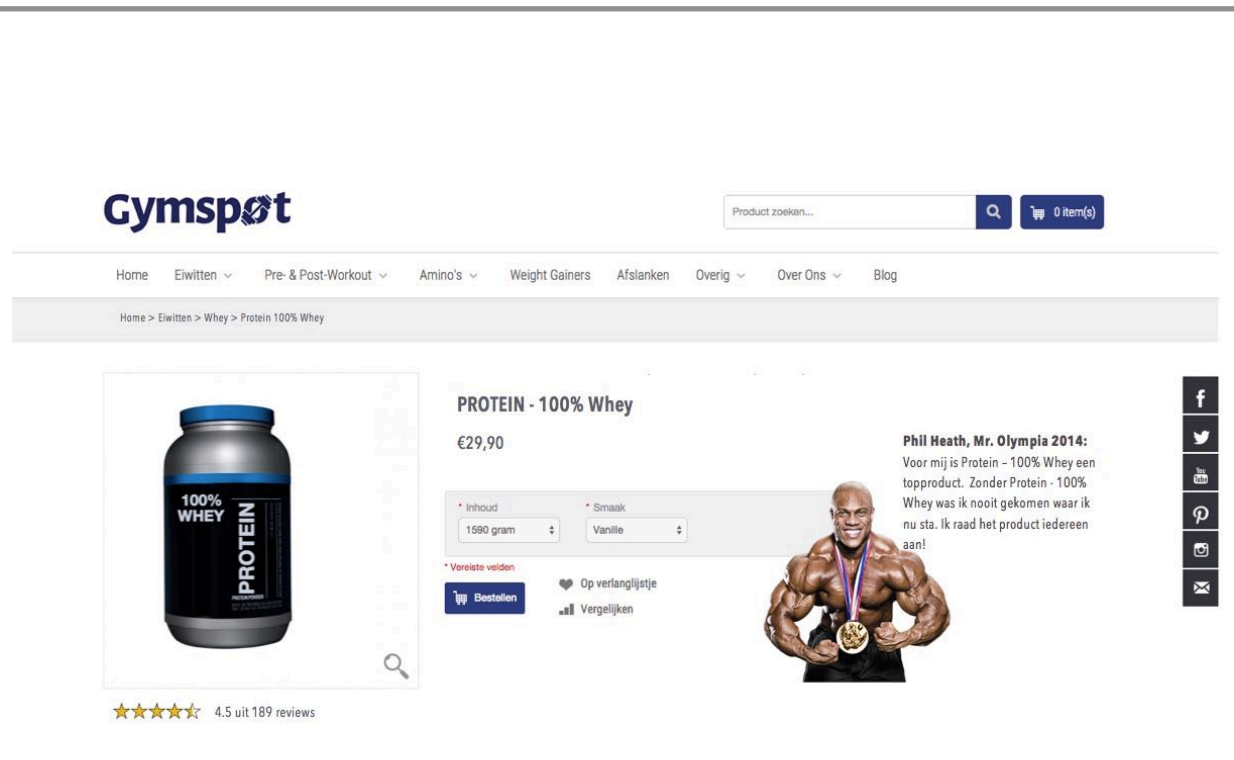 Gymspøt
Product zoeken...
0 item(s)
Home Eiwitten Pre- & Post-Workout Amino's Weight Gainers Afslanken Overig Over Ons Blog
Home > Eiwitten > Whey > Protein 100% Whey
100%
WHEY
PROTEIN
PROTEIN - 100% Whey
€29,90
* Inhoud * Smaak
1590 gram Vanille
* Vereiste velden
Bestellen
Op verlanglijstje
Vergelijken
Phil Heath, Mr. Olympia 2014:
Voor mij is Protein – 100% Whey een
topproduct. Zonder Protein - 100%
Whey was ik nooit gekomen waar ik
nu sta. Ik raad het product iedereen
aan!
f
You
Tube
4.5 uit 189 reviews